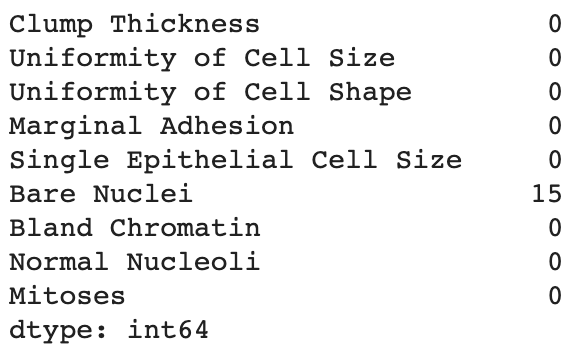 Clump Thickness 0
Uniformity of Cell Size 0
Uniformity of Cell Shape 0
Marginal Adhesion 0
Single Epithelial Cell Size 0
Bare Nuclei 15
Bland Chromatin 0
Normal Nucleoli 0
Mitoses 0
dtype: int64